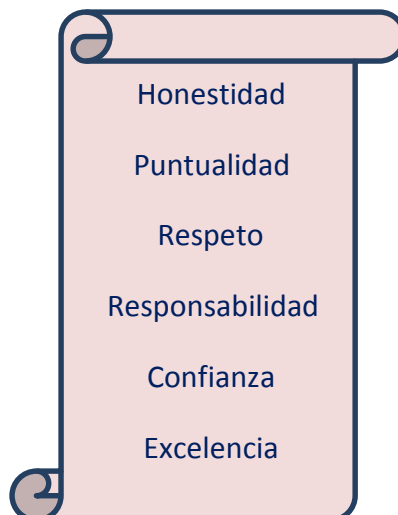 Honestidad
Puntualidad
Respeto
Responsabilidad
Confianza
Excelencia